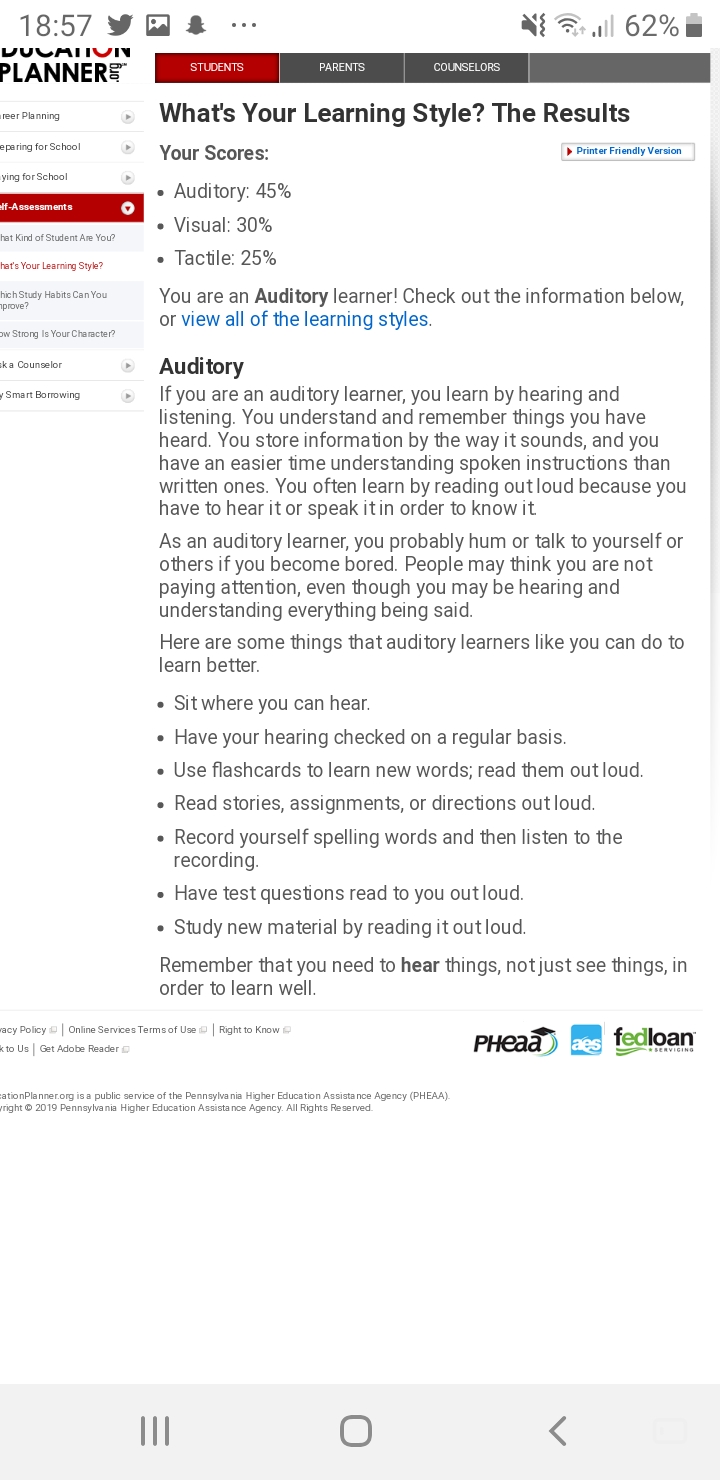 18:57 62%
DUCATION
PLANNER.org™
STUDENTS PARENTS COUNSELORS
reer Planning
eparing for School
ying for School
lf-Assessments
hat Kind of Student Are You?
hat's Your Learning Style?
hich Study Habits Can You
mprove?
ow Strong Is Your Character?
sk a Counselor
y Smart Borrowing
What's Your Learning Style? The Results
Your Scores:
Printer Friendly Version
• Auditory: 45%
• Visual: 30%
• Tactile: 25%
You are an Auditory learner! Check out the information below,
or view all of the learning styles.
Auditory
If you are an auditory learner, you learn by hearing and
listening. You understand and remember things you have
heard. You store information by the way it sounds, and you
have an easier time understanding spoken instructions than
written ones. You often learn by reading out loud because you
have to hear it or speak it in order to know it.
As an auditory learner, you probably hum or talk to yourself or
others if you become bored. People may think you are not
paying attention, even though you may be hearing and
understanding everything being said.
Here are some things that auditory learners like you can do to
learn better.
• Sit where you can hear.
• Have your hearing checked on a regular basis.
• Use flashcards to learn new words; read them out loud.
• Read stories, assignments, or directions out loud.
• Record yourself spelling words and then listen to the
recording.
• Have test questions read to you out loud.
• Study new material by reading it out loud.
Remember that you need to hear things, not just see things, in
order to learn well.
vacy Policy | Online Services Terms of Use | Right to Know
k to Us | Get Adobe Reader
PHEAA aes fedloan
SERVICING
cationPlanner.org is a public service of the Pennsylvania Higher Education Assistance Agency (PHEAA).
yright © 2019 Pennsylvania Higher Education Assistance Agency. All Rights Reserved.